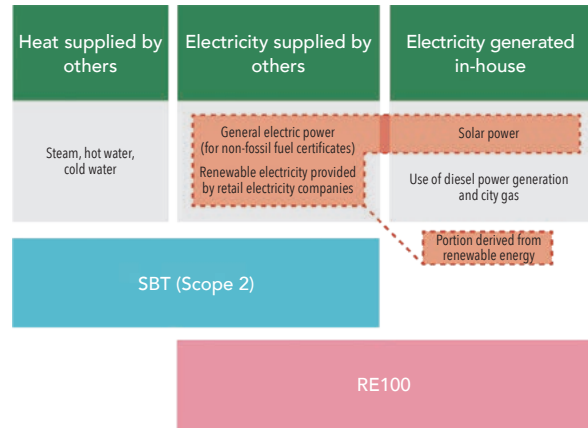 Heat supplied by
others
Electricity supplied by
others
Electricity generated
in-house
Steam, hot water,
cold water
General electric power
(for non-fossil fuel certificates)
Renewable electricity provided
by retail electricity companies
Solar power
Use of diesel power generation
and city gas
Portion derived from
renewable energy
SBT (Scope 2)
RE100